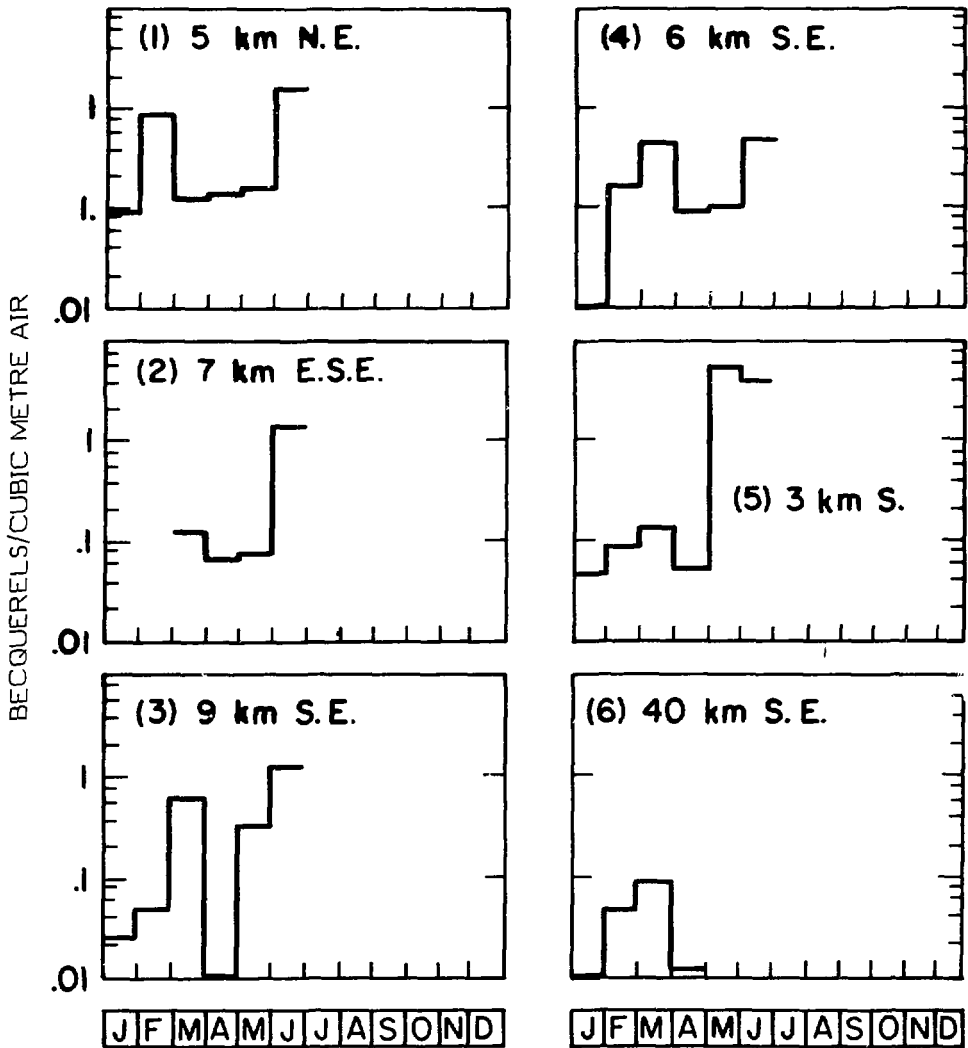 BECQUERELS/CUBIC METRE AIR
(1) 5 km N.E.
1
1.
.01
(2) 7 km E.S.E.
1
.1
.01
(3) 9 km S.E.
1
.1
.01
J F M A M J J A S O N D
(4) 6 km S.E.
(5) 3 km S.
(6) 40 km S.E.
J F M A M J J A S O N D